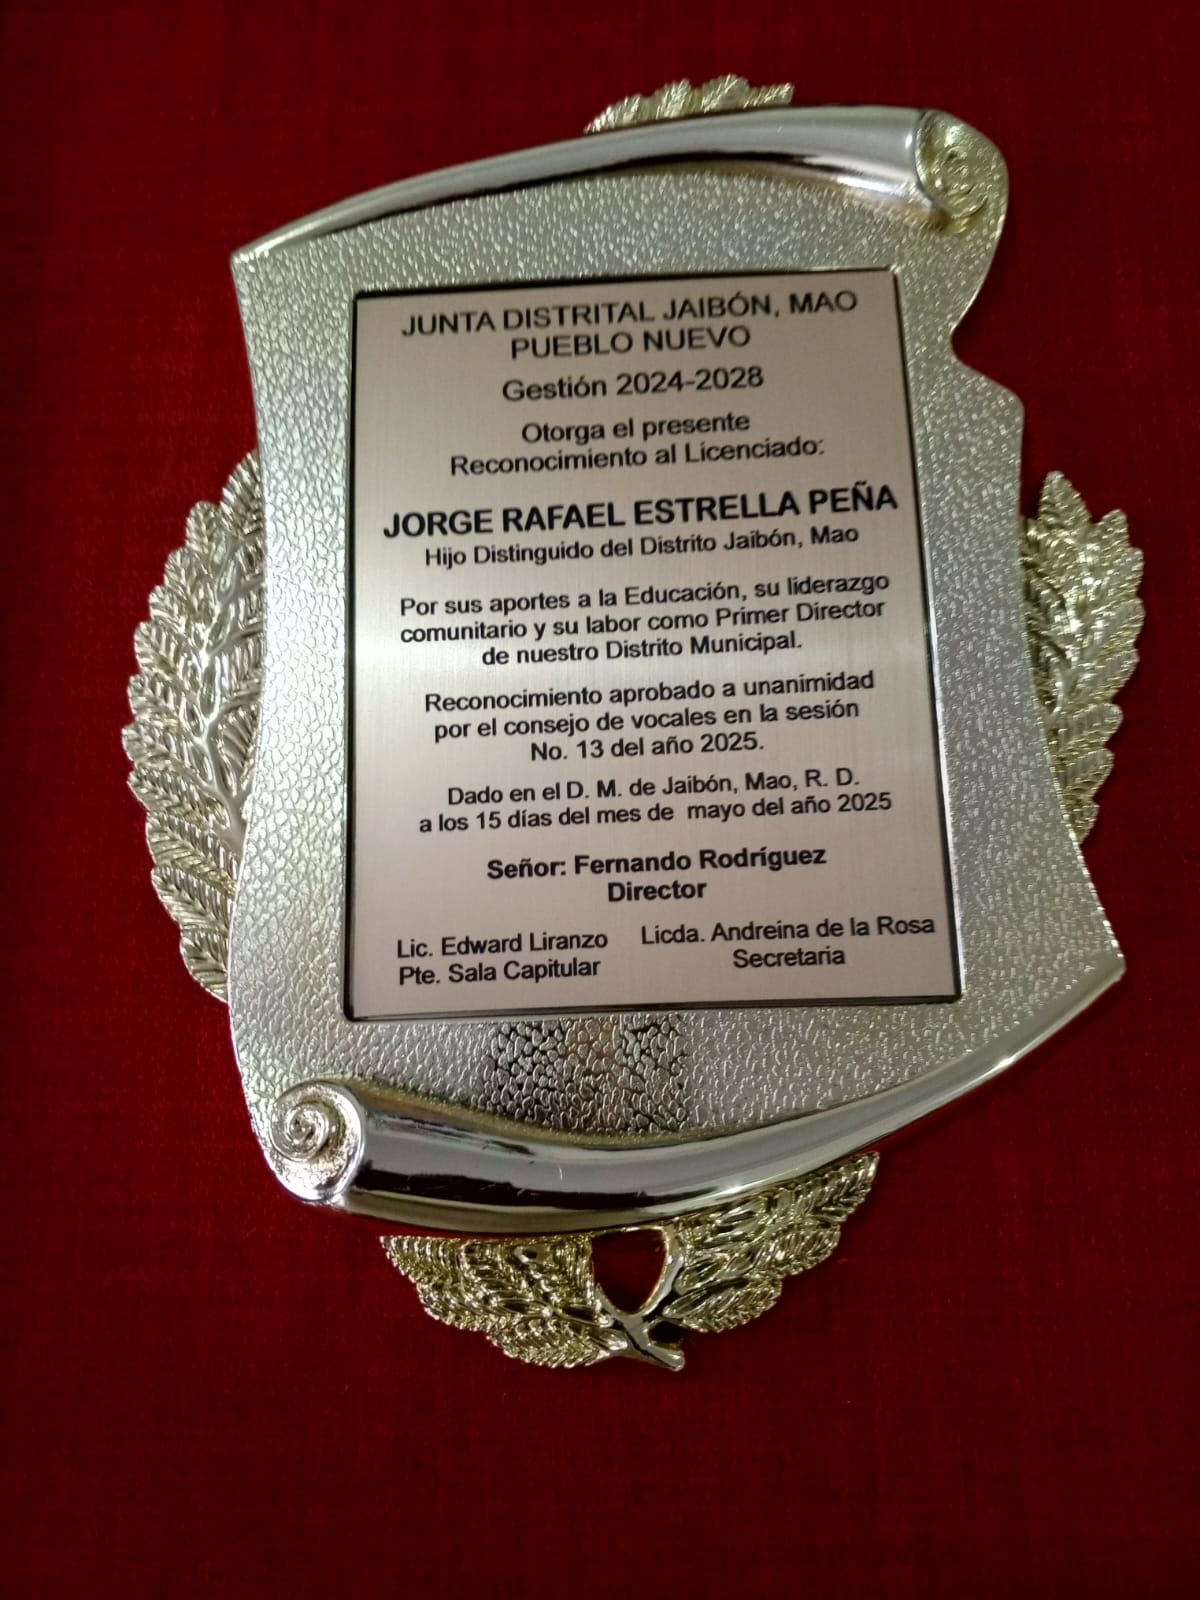 JUNTA DISTRITAL JAIBÓN, MAO
PUEBLO NUEVO
Gestión 2024-2028
Otorga el presente
Reconocimiento al Licenciado:
JORGE RAFAEL ESTRELLA PEÑA
Hijo Distinguido del Distrito Jaibón, Mao
Por sus aportes a la Educación, su liderazgo
comunitario y su labor como Primer Director
de nuestro Distrito Municipal.
Reconocimiento aprobado a unanimidad
por el consejo de vocales en la sesión
No. 13 del año 2025.
Dado en el D. M. de Jaibón, Mao, R. D.
a los 15 días del mes de mayo del año 2025
Señor: Fernando Rodríguez
Director
Lic. Edward Liranzo
Pte. Sala Capitular
Licda. Andreina de la Rosa
Secretaria